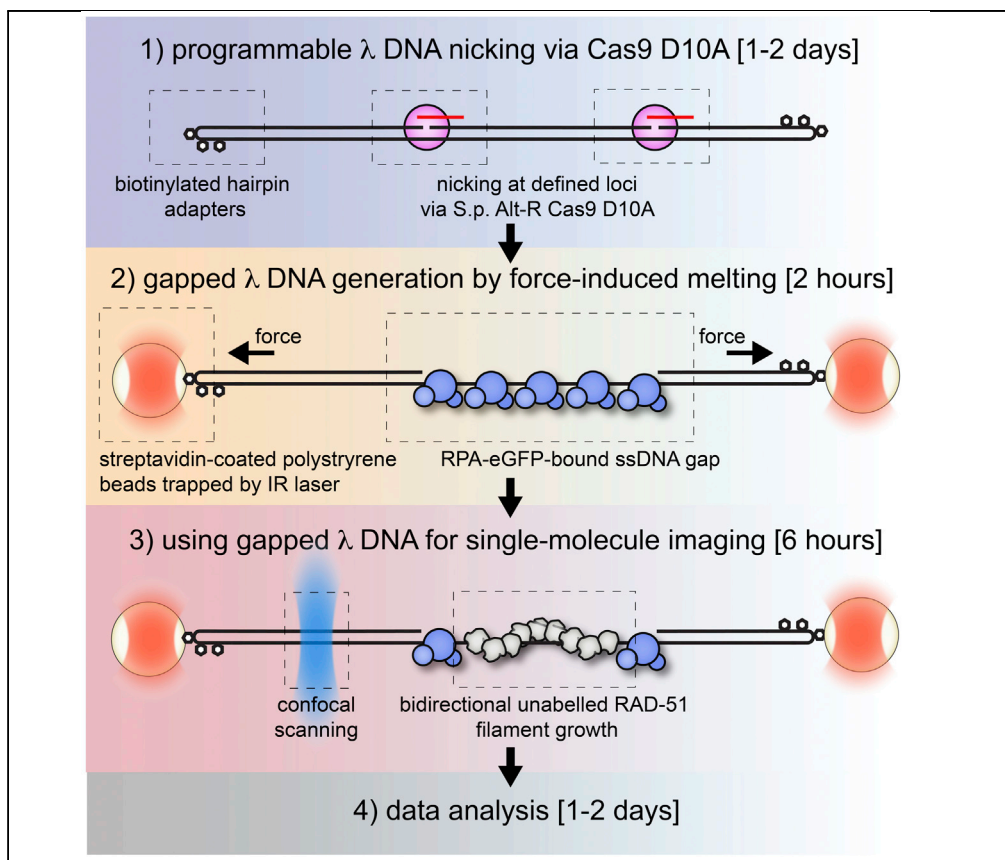 1) programmable λ DNA nicking via Cas9 D10A [1-2 days]
biotinylated hairpin
adapters
nicking at defined loci
via S.p. Alt-R Cas9 D10A
2) gapped λ DNA generation by force-induced melting [2 hours]
force
force
streptavidin-coated polystryrene
beads trapped by IR laser
RPA-eGFP-bound ssDNA gap
3) using gapped λ DNA for single-molecule imaging [6 hours]
confocal
scanning
bidirectional unabelled RAD-51
filament growth
4) data analysis [1-2 days]